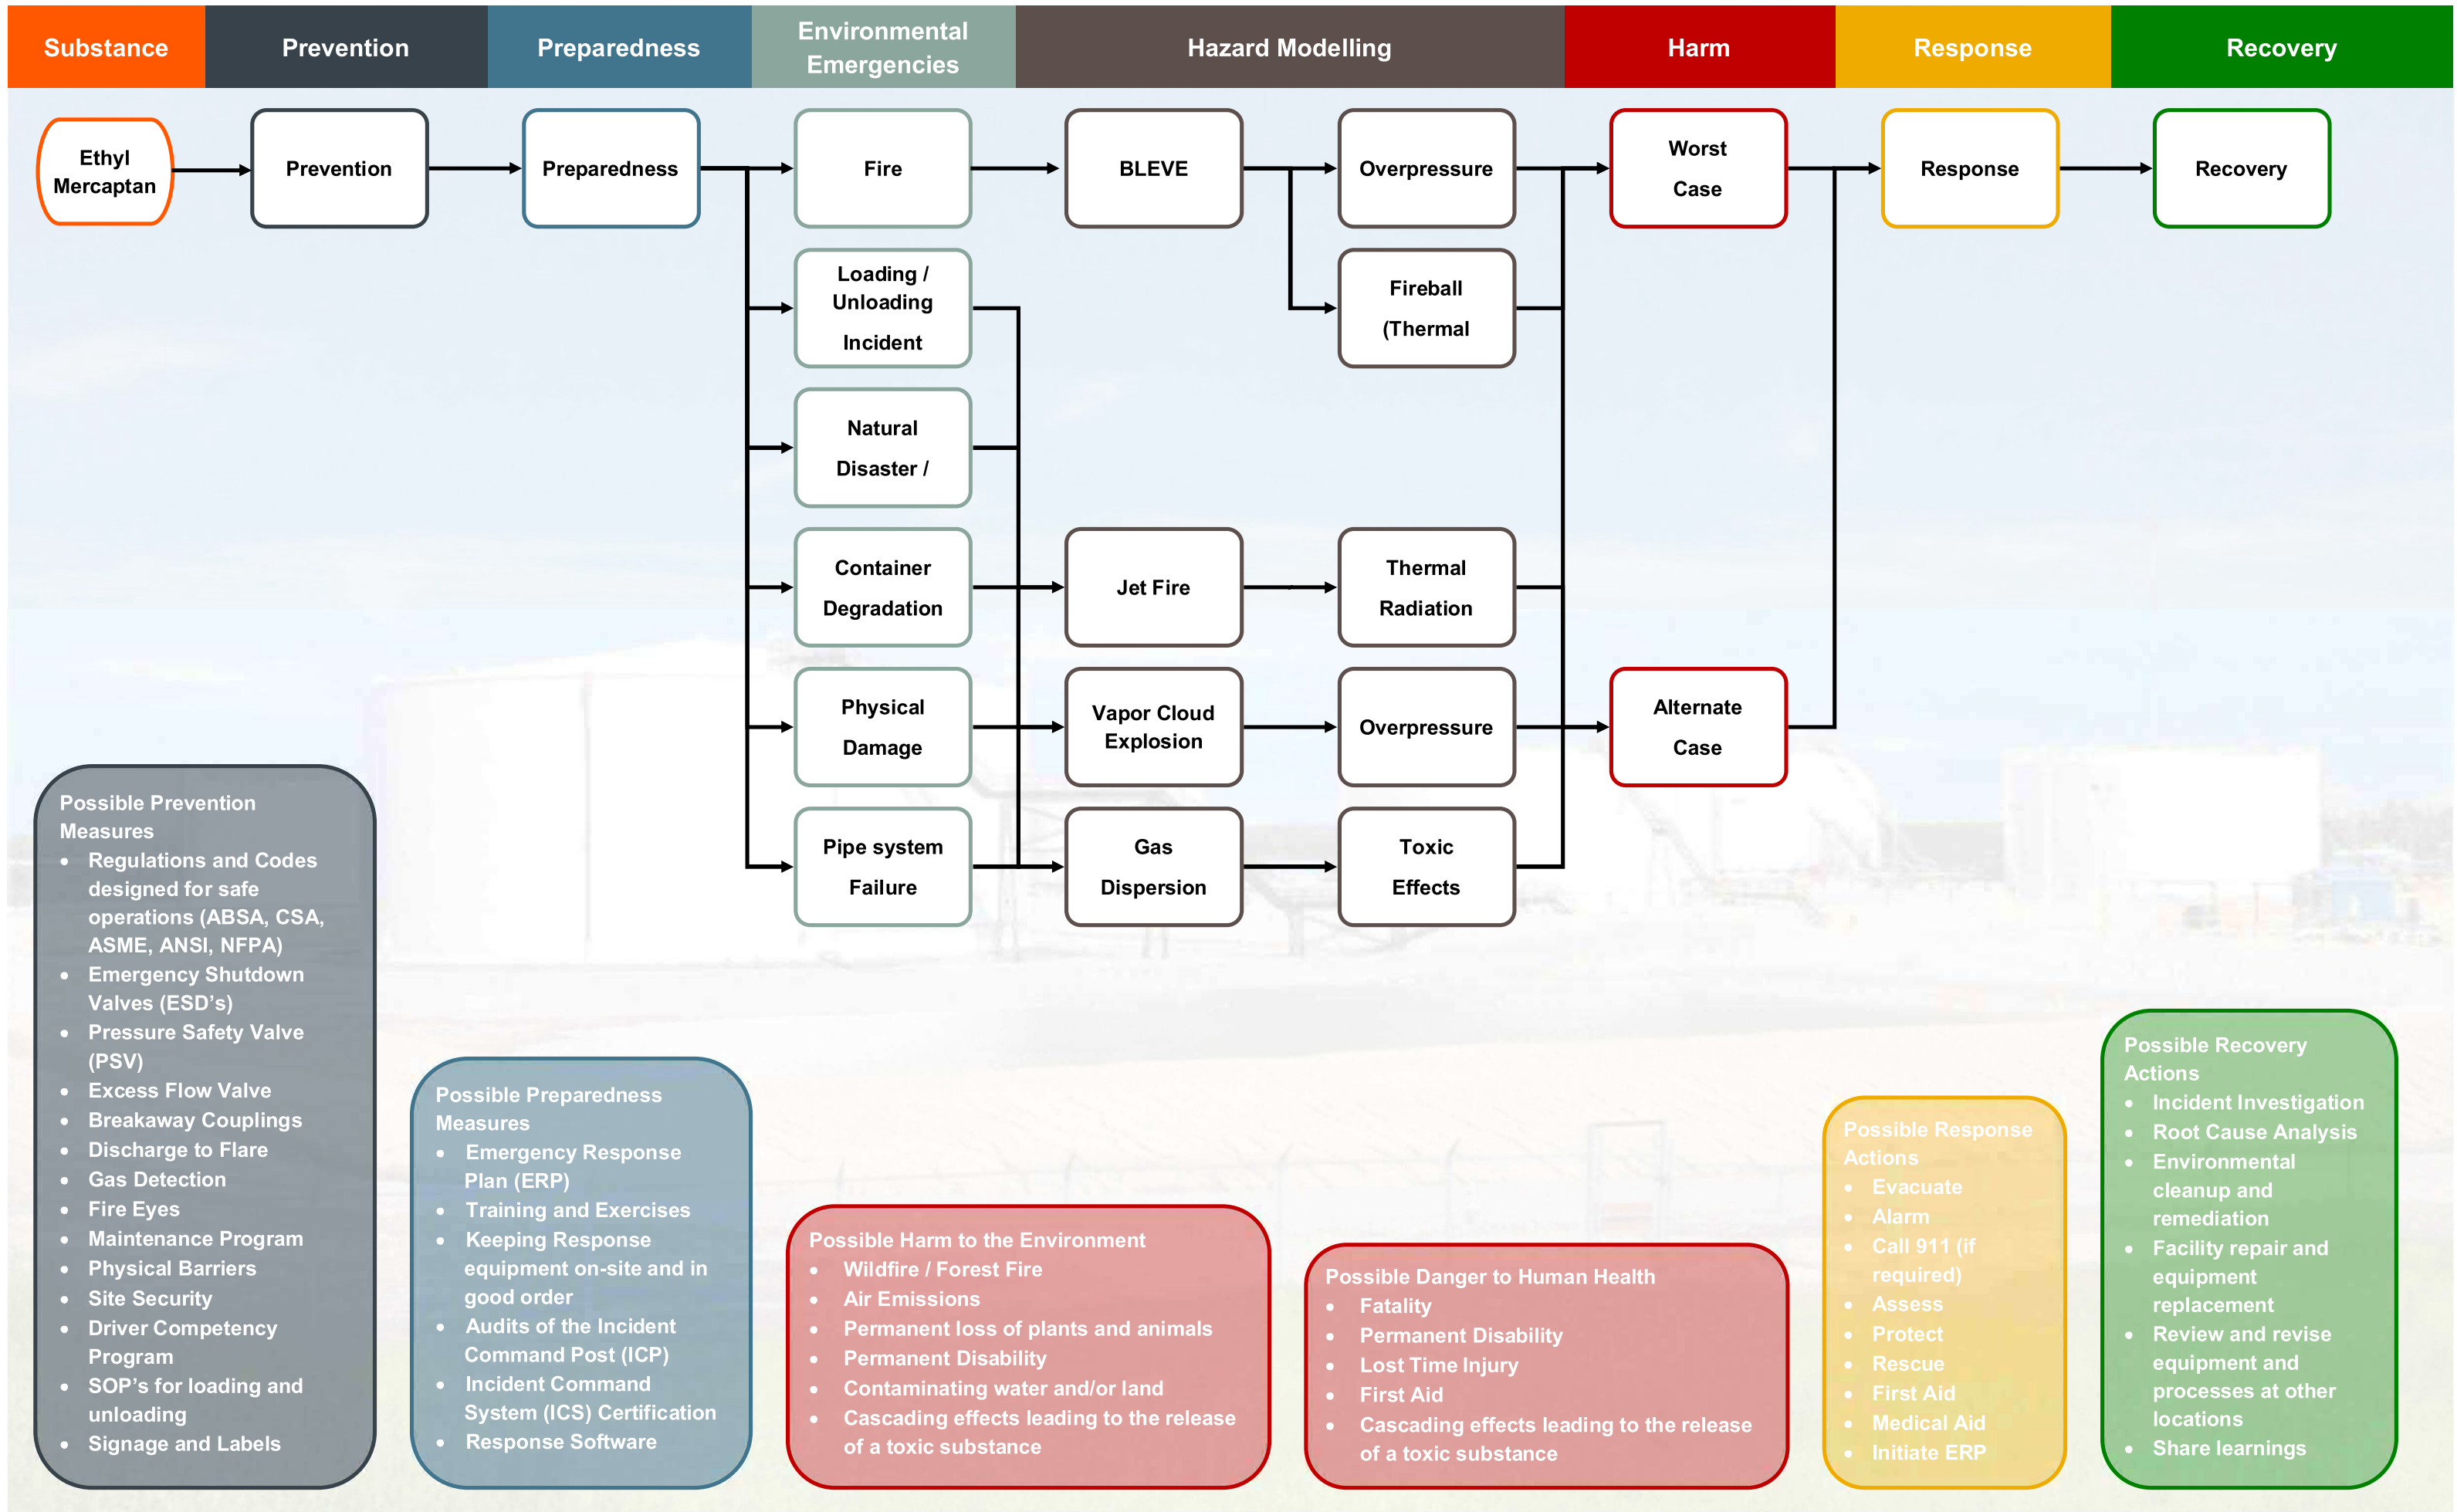 Substance
Prevention
Preparedness
Environmental
Emergencies
Hazard Modelling
Harm
Response
Recovery
Ethyl
Mercaptan
Prevention
Preparedness
Fire
BLEVE
Overpressure
Worst
Case
Response
Recovery
Loading /
Unloading
Incident
Fireball
(Thermal
Natural
Disaster /
Container
Degradation
Jet Fire
Thermal
Radiation
Physical
Damage
Vapor Cloud
Explosion
Overpressure
Alternate
Case
Pipe system
Failure
Gas
Dispersion
Toxic
Effects
Possible Prevention
Measures
• Regulations and Codes
designed for safe
operations (ABSA, CSA,
ASME, ANSI, NFPA)
• Emergency Shutdown
Valves (ESD’s)
• Pressure Safety Valve
(PSV)
• Excess Flow Valve
• Breakaway Couplings
• Discharge to Flare
• Gas Detection
• Fire Eyes
• Maintenance Program
• Physical Barriers
• Site Security
• Driver Competency
Program
• SOP’s for loading and
unloading
• Signage and Labels
Possible Preparedness
Measures
• Emergency Response
Plan (ERP)
• Training and Exercises
• Keeping Response
equipment on-site and in
good order
• Audits of the Incident
Command Post (ICP)
• Incident Command
System (ICS) Certification
• Response Software
Possible Harm to the Environment
• Wildfire / Forest Fire
• Air Emissions
• Permanent loss of plants and animals
• Permanent Disability
• Contaminating water and/or land
• Cascading effects leading to the release
of a toxic substance
Possible Danger to Human Health
• Fatality
• Permanent Disability
• Lost Time Injury
• First Aid
• Cascading effects leading to the release
of a toxic substance
Possible Response
Actions
• Evacuate
• Alarm
• Call 911 (if
required)
• Assess
• Protect
• Rescue
• First Aid
• Medical Aid
• Initiate ERP
Possible Recovery
Actions
• Incident Investigation
• Root Cause Analysis
• Environmental
cleanup and
remediation
• Facility repair and
equipment
replacement
• Review and revise
equipment and
processes at other
locations
• Share learnings